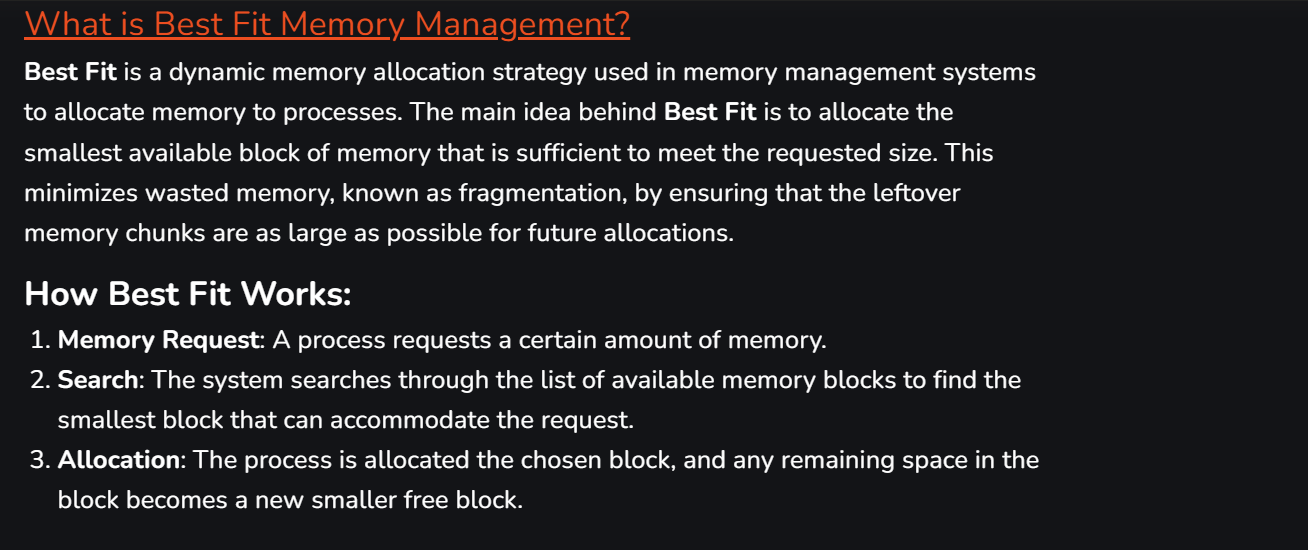 What is Best Fit Memory Management?
Best Fit is a dynamic memory allocation strategy used in memory management systems
to allocate memory to processes. The main idea behind Best Fit is to allocate the
smallest available block of memory that is sufficient to meet the requested size. This
minimizes wasted memory, known as fragmentation, by ensuring that the leftover
memory chunks are as large as possible for future allocations.
How Best Fit Works:
1. Memory Request: A process requests a certain amount of memory.
2. Search: The system searches through the list of available memory blocks to find the
smallest block that can accommodate the request.
3. Allocation: The process is allocated the chosen block, and any remaining space in the
block becomes a new smaller free block.